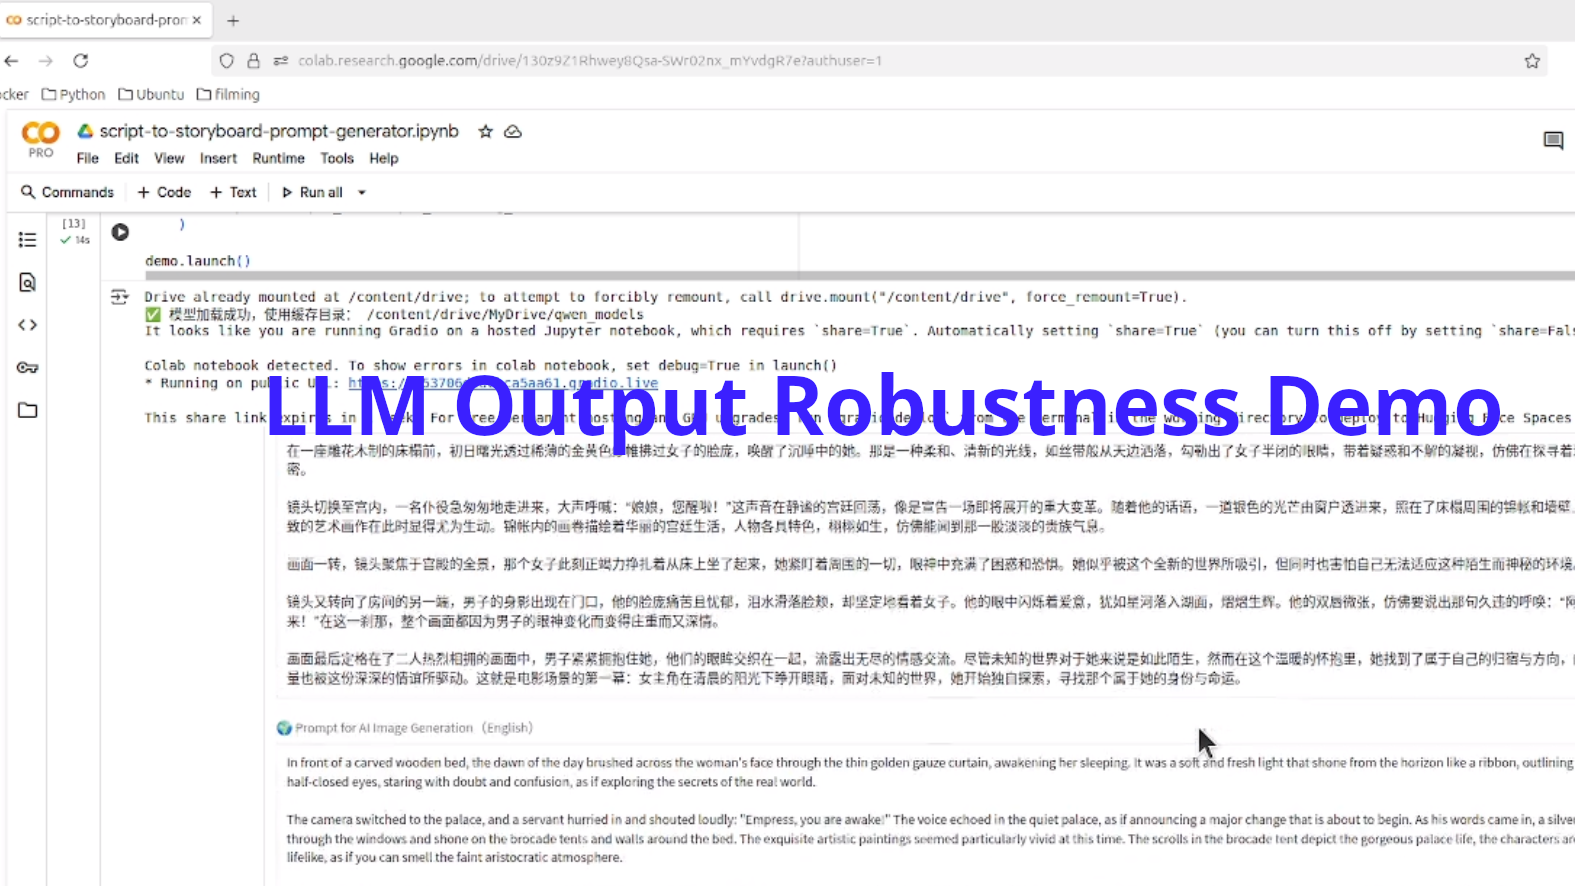 script-to-storyboard-pron
colab.research.google.com/drive/130z9Z1Rhwey8Qsa-SWr02nx_mYvdgR7e?authuser=1
cker Python Ubuntu filming
script-to-storyboard-prompt-generator.ipynb
PRO
File Edit View Insert Runtime Tools Help
Commands + Code + Text Run all
[13]
14s
)
demo.launch()
Drive already mounted at /content/drive; to attempt to forcibly remount, call drive.mount("/content/drive", force_remount=True).
✅ 模型加载成功，使用缓存目录： /content/drive/MyDrive/qwen_models
It looks like you are running Gradio on a hosted Jupyter notebook, which requires `share=True`. Automatically setting `share=True` (you can turn this off by setting `share=Fals
Colab notebook detected. To show errors in colab notebook, set debug=True in launch()
* Running on public URL: gradio.live
LLM Output Robustness Demo
This share link expires in For free permanent hosting and GPU upgrades, run gradio deploy from the terminal in the working directory to deploy to Hugging Face Spaces
在一座雕花木制的床榻前，初日曙光透过稀薄的金黄色纱帷拂过女子的脸庞，唤醒了沉睡中的她。那是一种柔和、清新的光线，如丝带般从天边洒落，勾勒出了女子半闭的眼睛，带着疑惑和不解的凝视，仿佛在探寻着
密。
镜头切换至宫内，一名仆役急匆匆地走进来，大声呼喊：“娘娘，您醒啦！”这声音在静谧的宫廷回荡，像是宣告一场即将展开的重大变革。随着他的话语，一道银色的光芒由窗户透进来，照在了床榻周围的锦帐和墙壁
致的艺术画作在此时显得尤为生动。锦帐内的画卷描绘着华丽的宫廷生活，人物各具特色，栩栩如生，仿佛能闻到那一股淡淡的贵族气息。
画面一转，镜头聚焦于宫殿的全景，那个女子此刻正竭力挣扎着从床上坐了起来，她紧盯着周围的一切，眼神中充满了困惑和恐惧。她似乎被这个全新的世界所吸引，但同时也害怕自己无法适应这种陌生而神秘的环境
镜头又转向了房间的另一端，男子的身影出现在门口，他的脸庞痛苦且忧郁，泪水滑落脸颊，却坚定地看着女子。他的眼中闪烁着爱意，犹如星河落入湖面，熠熠生辉。他的双唇微张，仿佛要说出那句久违的呼唤：“阿
来！”在这一刹那，整个画面都因为男子的眼神变化而变得庄重而又深情。
画面最后定格在了二人热烈相拥的画面中，男子紧紧拥抱住她，他们的眼眸交织在一起，流露出无尽的情感交流。尽管未知的世界对于她来说是如此陌生，然而在这个温暖的怀抱里，她找到了属于自己的归宿与方向，
量也被这份深深的情谊所驱动。这就是电影场景的第一幕：女主角在清晨的阳光下睁开眼睛，面对未知的世界，她开始独自探索，寻找那个属于她的身份与命运。
Prompt for AI Image Generation （English）
In front of a carved wooden bed, the dawn of the day brushed across the woman's face through the thin golden gauze curtain, awakening her sleeping. It was a soft and fresh light that shone from the horizon like a ribbon, outlining
half-closed eyes, staring with doubt and confusion, as if exploring the secrets of the real world.
The camera switched to the palace, and a servant hurried in and shouted loudly: "Empress, you are awake!" The voice echoed in the quiet palace, as if announcing a major change that is about to begin. As his words came in, a silver
through the windows and shone on the brocade tents and walls around the bed. The exquisite artistic paintings seemed particularly vivid at this time. The scrolls in the brocade tent depict the gorgeous palace life, the characters are
lifelike, as if you can smell the faint aristocratic atmosphere.